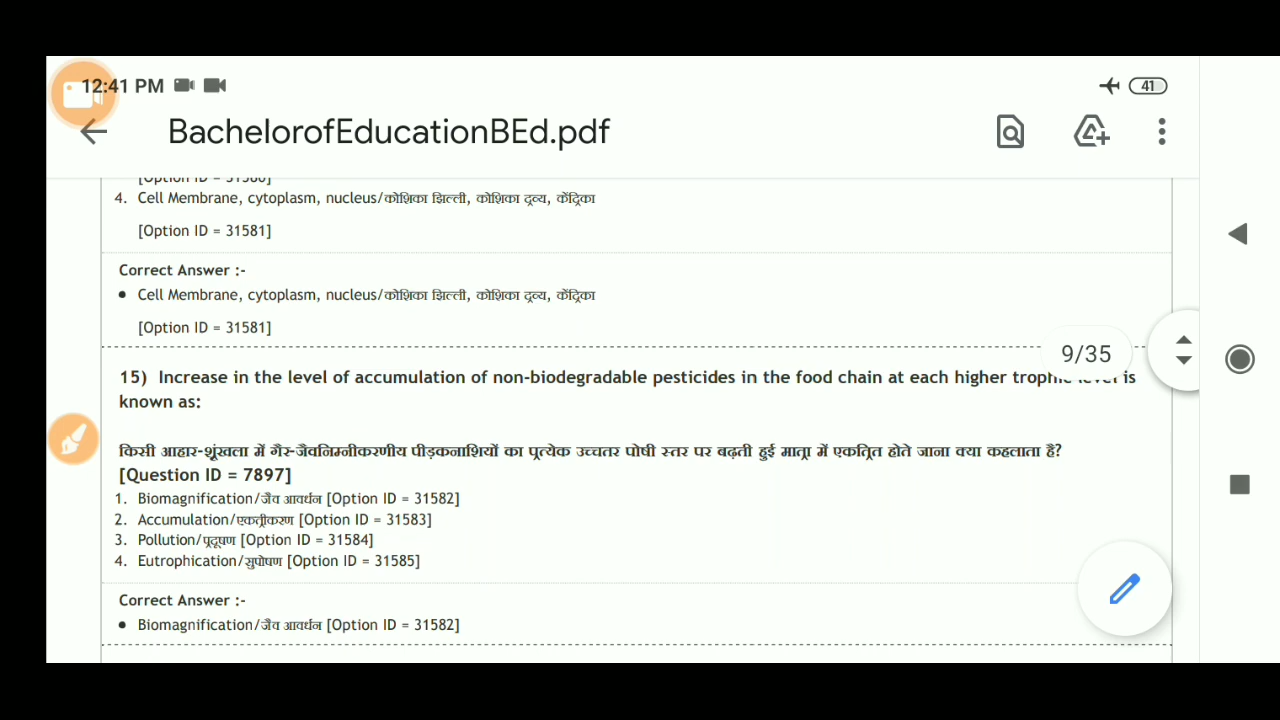 12:41 PM
41
BachelorofEducationBEd.pdf
4. Cell Membrane, cytoplasm, nucleus/कोशिका झिल्ली, कोशिका द्रव्य, केंद्रिका
[Option ID = 31581]
Correct Answer :-
• Cell Membrane, cytoplasm, nucleus/कोशिका झिल्ली, कोशिका द्रव्य, केंद्रिका
[Option ID = 31581]
9/35
15) Increase in the level of accumulation of non-biodegradable pesticides in the food chain at each higher trophic level is
known as:
किसी आहार-शृंखला में गैर-जैवनिम्नीकरणीय पीड़कनाशियों का प्रत्येक उच्चतर पोषी स्तर पर बढ़ती हुई मात्रा में एकत्रित होते जाना क्या कहलाता है?
[Question ID = 7897]
1. Biomagnification/जैव आवर्धन [Option ID = 31582]
2. Accumulation/एकत्रीकरण [Option ID = 31583]
3. Pollution/प्रदूषण [Option ID = 31584]
4. Eutrophication/सुपोषण [Option ID = 31585]
Correct Answer :-
• Biomagnification/जैव आवर्धन [Option ID = 31582]